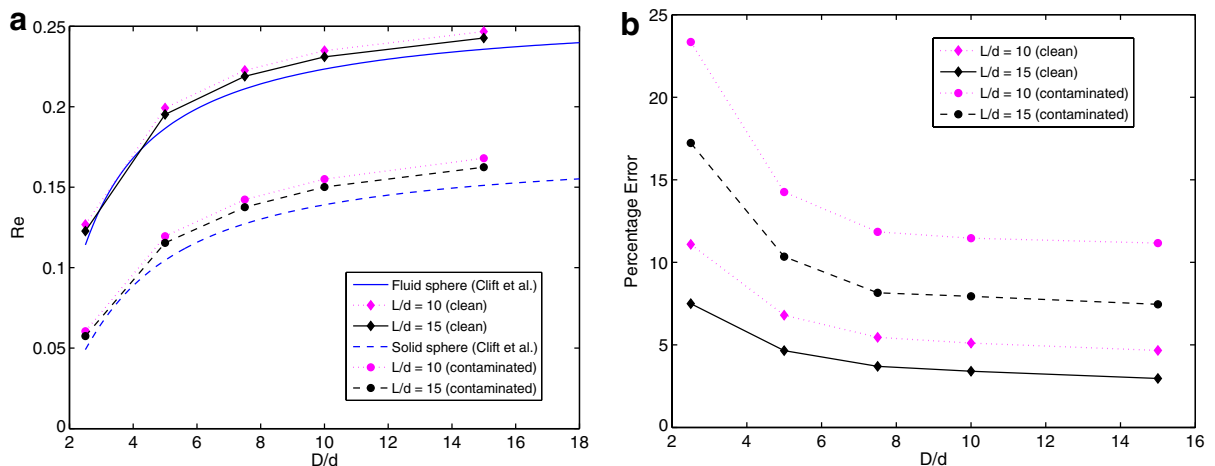 a
0.25
0.2
0.15
0.1
0.05
0
Re
2 4 6 8 10 12 14 16 18
D/d
Fluid sphere (Clift et al.)
L/d = 10 (clean)
L/d = 15 (clean)
Solid sphere (Clift et al.)
L/d = 10 (contaminated)
L/d = 15 (contaminated)
b
25
20
15
10
5
0
Percentage Error
2 4 6 8 10 12 14 16
D/d
L/d = 10 (clean)
L/d = 15 (clean)
L/d = 10 (contaminated)
L/d = 15 (contaminated)